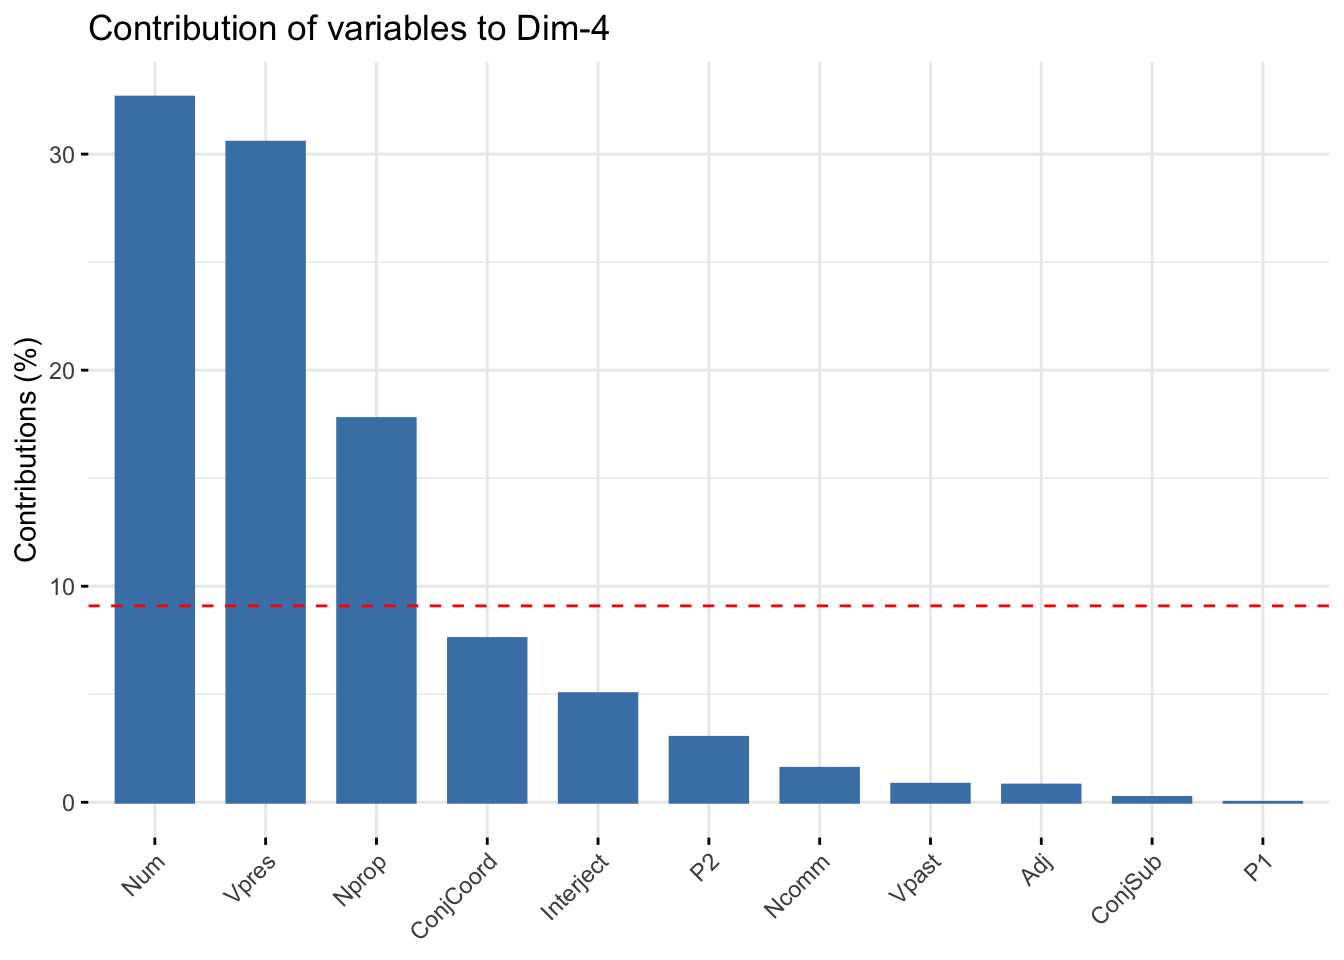 Contribution of variables to Dim-4
Contributions (%)
30
20
10
0
Num
Vpres
Nprop
ConjCoord
Interject
P2
Ncomm
Vpast
Adj
ConjSub
P1